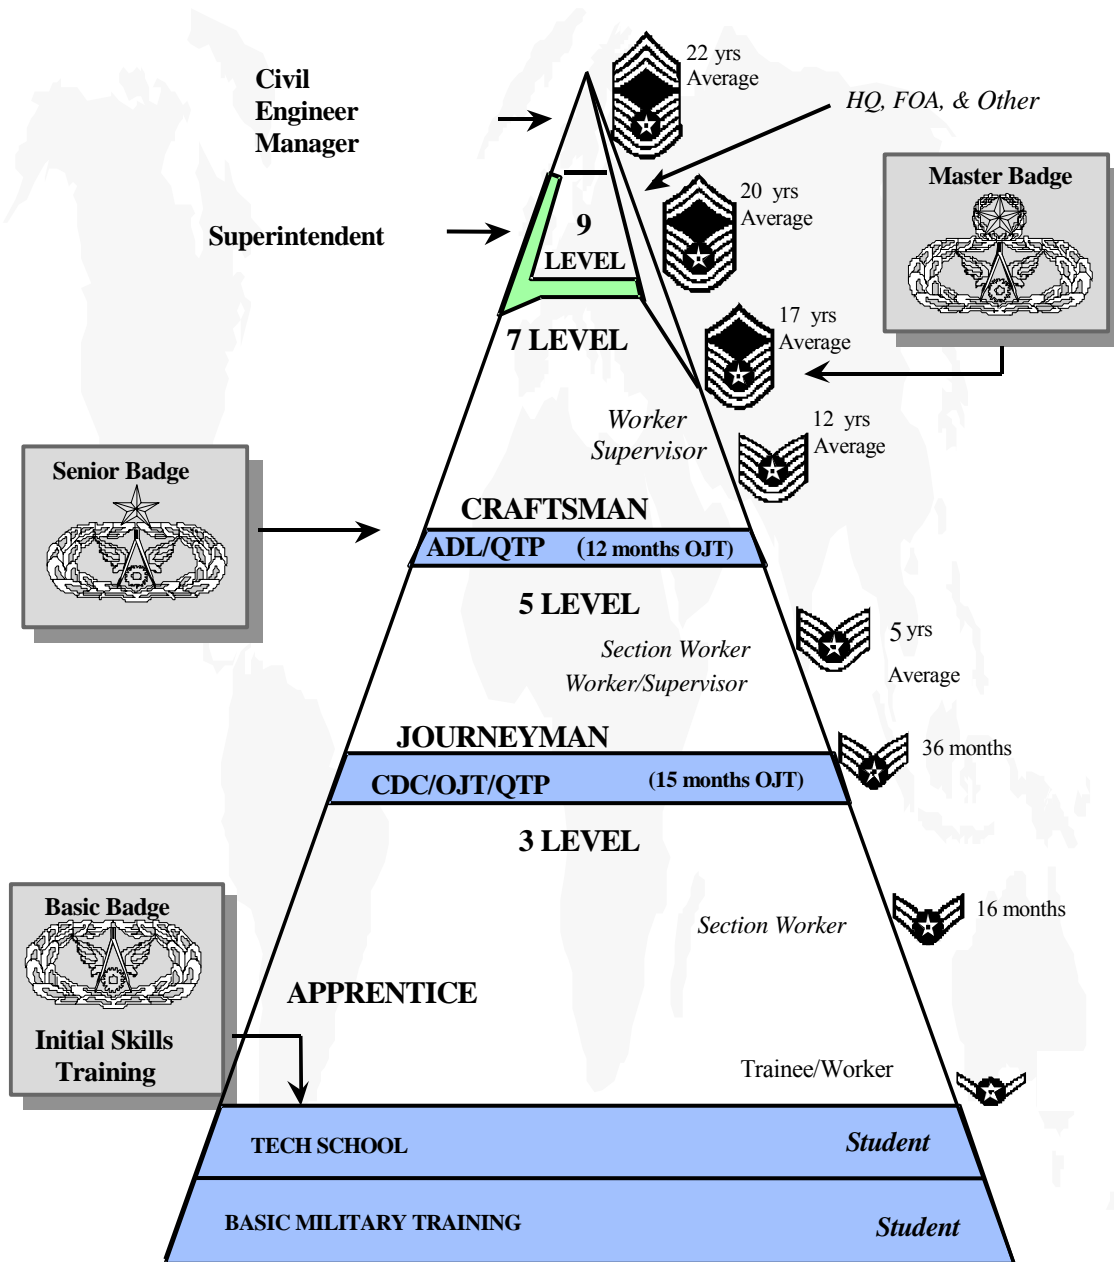 22 yrs
Average
Civil
Engineer
Manager
HQ, FOA, & Other
Master Badge
20 yrs
Average
Superintendent
9
LEVEL
17 yrs
Average
7 LEVEL
Worker
Supervisor
12 yrs
Average
Senior Badge
CRAFTSMAN
ADL/QTP (12 months OJT)
5 LEVEL
Section Worker
Worker/Supervisor
5 yrs
Average
JOURNEYMAN
36 months
CDC/OJT/QTP (15 months OJT)
3 LEVEL
Basic Badge
Section Worker
16 months
APPRENTICE
Initial Skills
Training
Trainee/Worker
TECH SCHOOL Student
BASIC MILITARY TRAINING Student